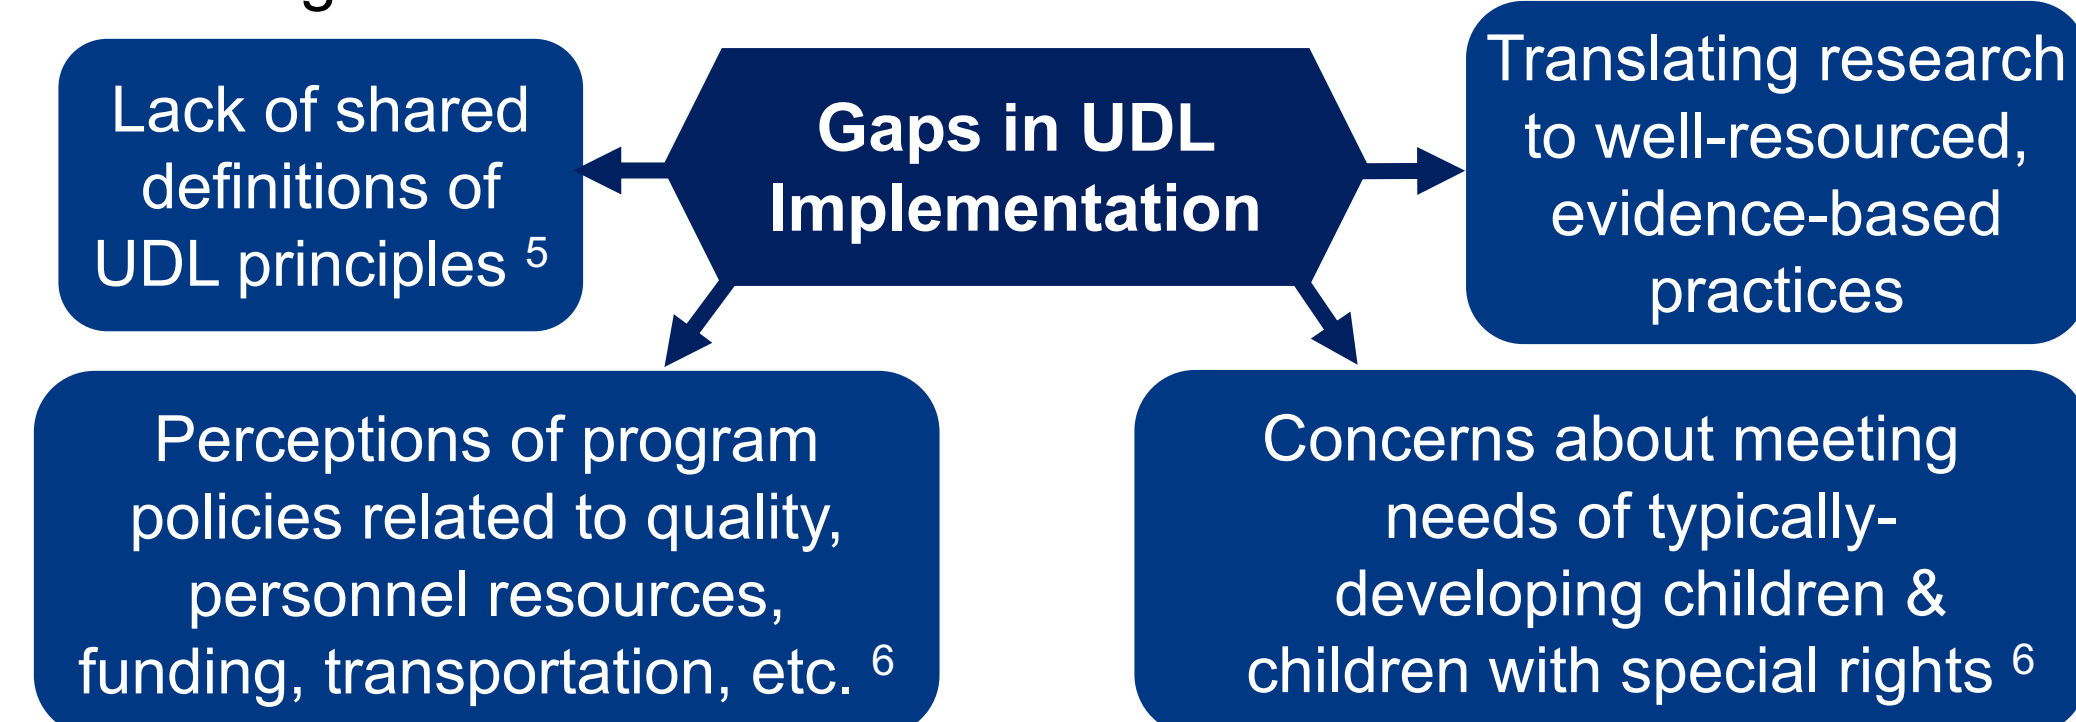 Lack of shared
definitions of
UDL principles 5
Gaps in UDL
Implementation
Translating research
to well-resourced,
evidence-based
practices
Perceptions of program
policies related to quality,
personnel resources,
funding, transportation, etc. 6
Concerns about meeting
needs of typically-
developing children &
children with special rights 6